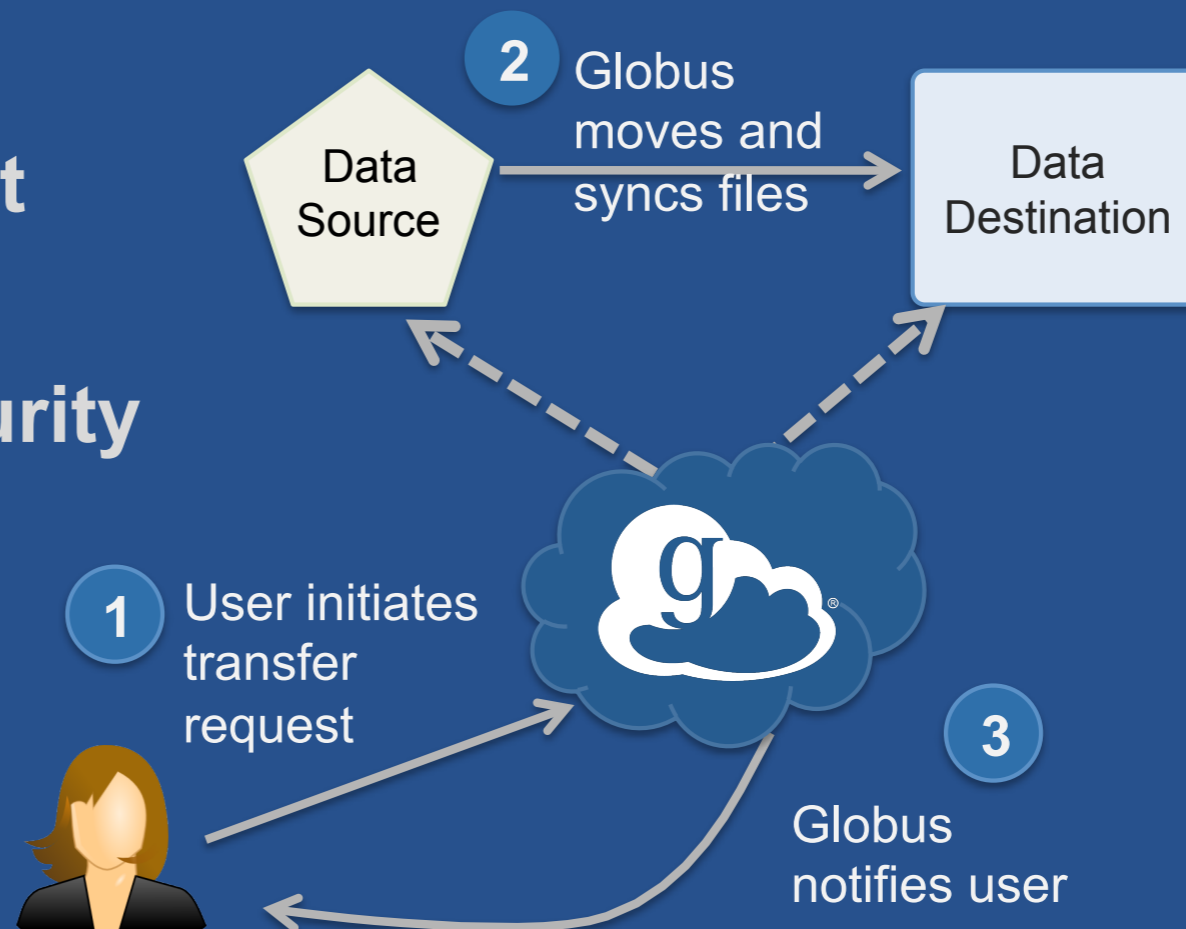 2
Globus
moves and
syncs files
Data
Source
Data
Destination
t
urity
g
®
1
User initiates
transfer
request
3
Globus
notifies user